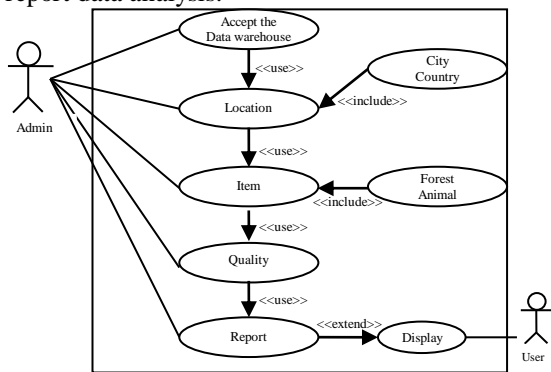 report data analysis.
Accept the
Data warehouse
<<use>>
City
Country
<<include>>
Location
Admin
<<use>>
Item
Forest
Animal
<<include>>
<<use>>
Quality
<<use>>
Report
<<extend>>
Display
User